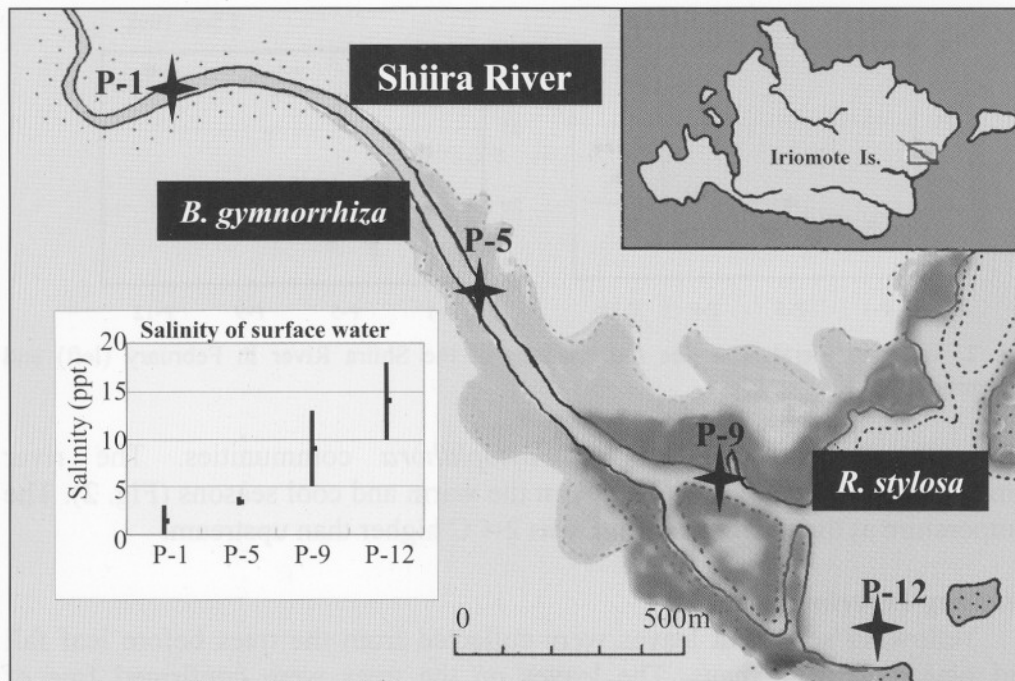 P-1
Shiira River
Iriomote Is.
B. gymnorrhiza
P-5
Salinity of surface water
Salinity (ppt)
20
15
10
5
0
P-1 P-5 P-9 P-12
P-9
R. stylosa
P-12
0 500m